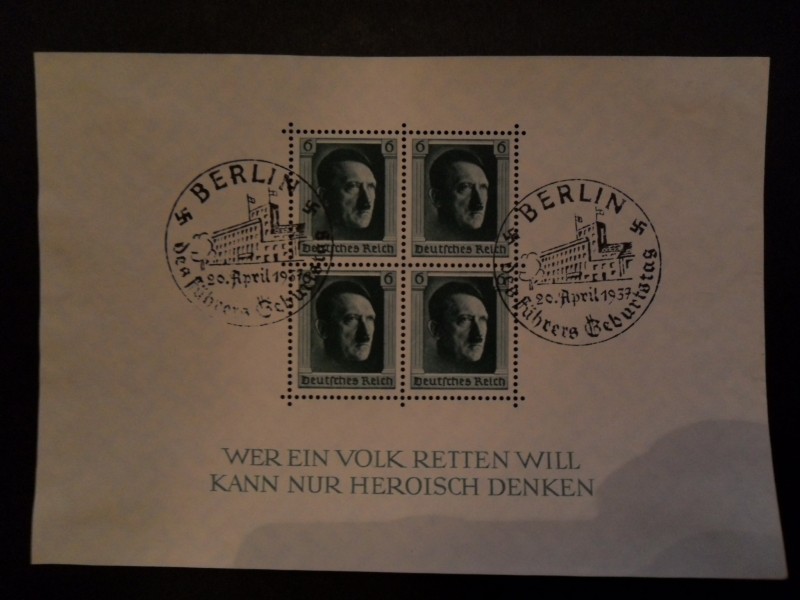 6 6
Deutsches Reich Deutsches Reich
6 6
Deutsches Reich Deutsches Reich
BERLIN
20. April 1937
des Führers Geburtstag
BERLIN
20. April 1937
des Führers Geburtstag
WER EIN VOLK RETTEN WILL
KANN NUR HEROISCH DENKEN